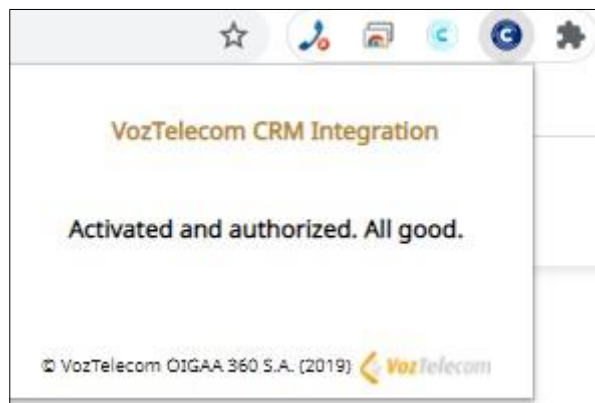 VozTelecom CRM Integration
Activated and authorized. All good.
© VozTelecom OIGAA 360 S.A. (2019) VozTelecom